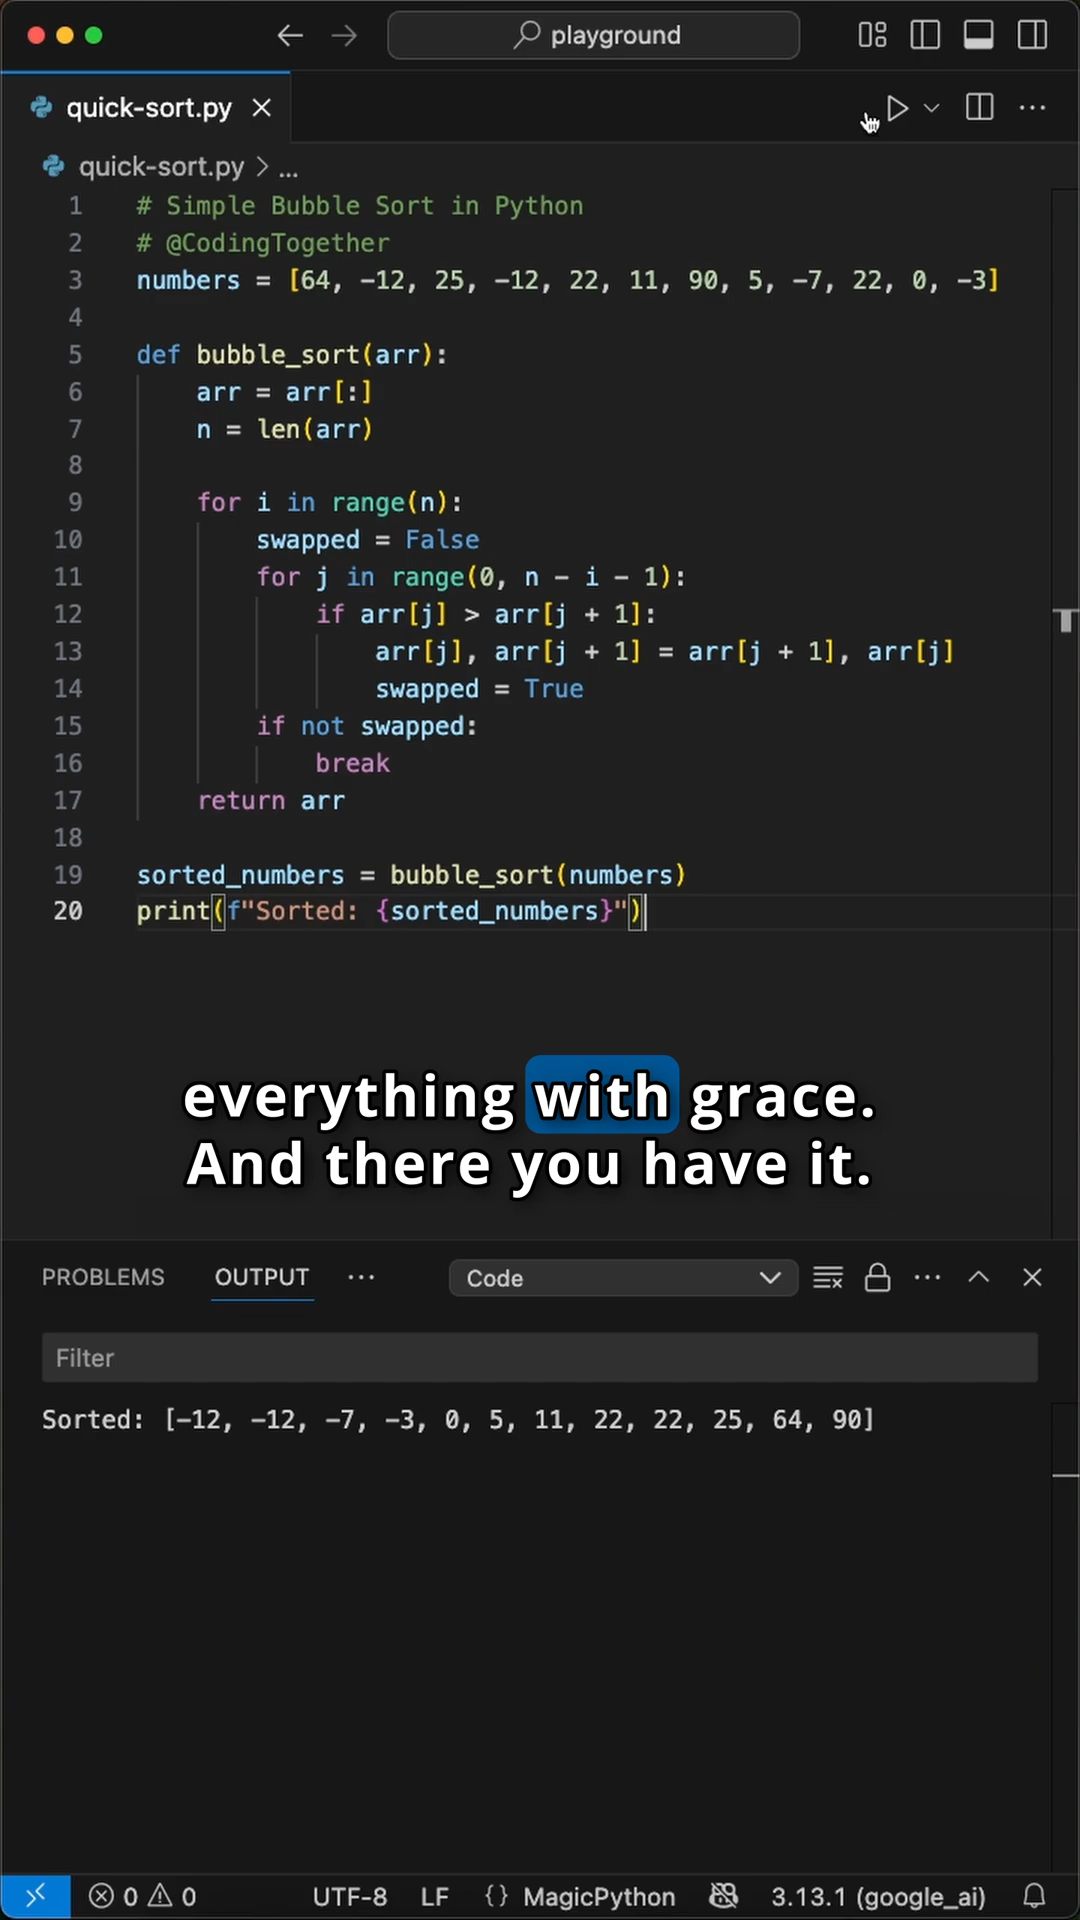 playground
quick-sort.py
quick-sort.py > ...
1 # Simple Bubble Sort in Python
2 # @CodingTogether
3 numbers = [64, -12, 25, -12, 22, 11, 90, 5, -7, 22, 0, -3]
4
5 def bubble_sort(arr):
6     arr = arr[:]
7     n = len(arr)
8
9     for i in range(n):
10         swapped = False
11         for j in range(0, n - i - 1):
12             if arr[j] > arr[j + 1]:
13                 arr[j], arr[j + 1] = arr[j + 1], arr[j]
14                 swapped = True
15         if not swapped:
16             break
17     return arr
18
19 sorted_numbers = bubble_sort(numbers)
20 print(f"Sorted: {sorted_numbers}")
everything with grace.
And there you have it.
PROBLEMS OUTPUT ... Code ...
Filter
Sorted: [-12, -12, -7, -3, 0, 5, 11, 22, 22, 25, 64, 90]
0 0 UTF-8 LF {} MagicPython 3.13.1 (google_ai)